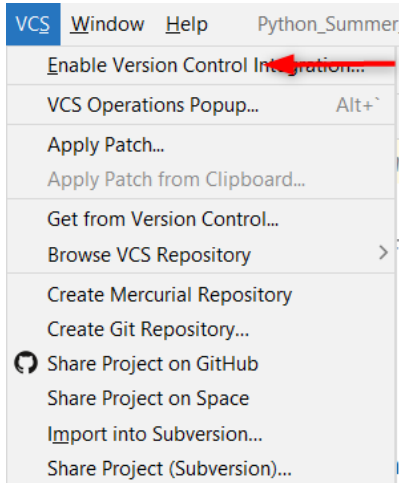 VCS Window Help Python_Summer
Enable Version Control Integration...
VCS Operations Popup... Alt+`
Apply Patch...
Apply Patch from Clipboard...
Get from Version Control...
Browse VCS Repository
Create Mercurial Repository
Create Git Repository...
Share Project on GitHub
Share Project on Space
Import into Subversion...
Share Project (Subversion)...